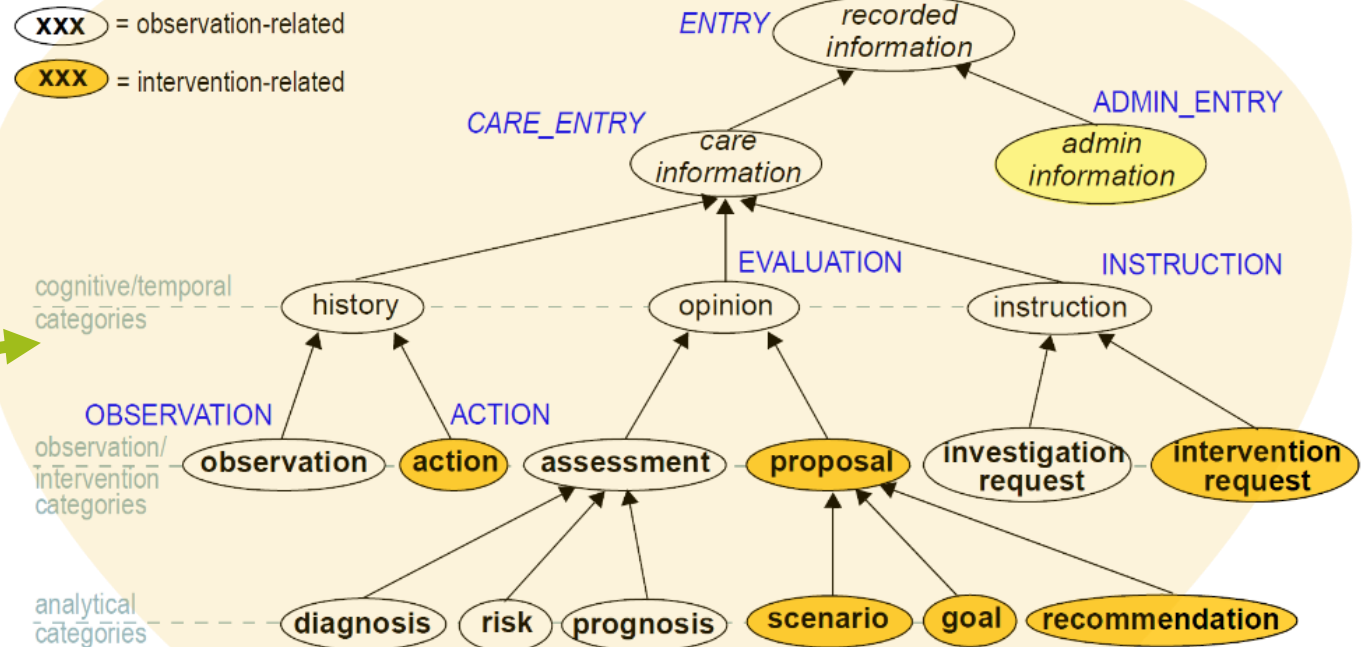 xxx = observation-related
xxx = intervention-related
ENTRY
recorded
information
CARE_ENTRY
care
information
ADMIN_ENTRY
admin
information
cognitive/temporal
categories
history
EVALUATION
opinion
INSTRUCTION
instruction
OBSERVATION
ACTION
observation/
intervention
categories
observation
action
assessment
proposal
investigation
request
intervention
request
analytical
categories
diagnosis
risk
prognosis
scenario
goal
recommendation